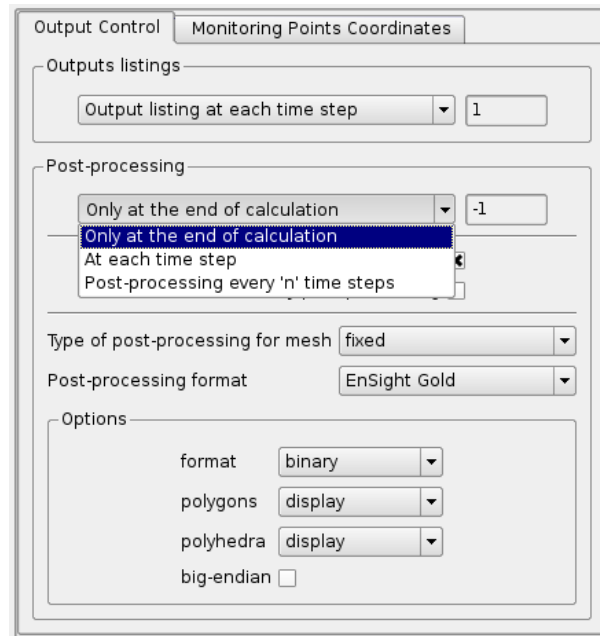 Output Control
Monitoring Points Coordinates
Outputs listings
Output listing at each time step
1
Post-processing
Only at the end of calculation
-1
Only at the end of calculation
At each time step
Post-processing every 'n' time steps
Type of post-processing for mesh
fixed
Post-processing format
EnSight Gold
Options
format
binary
polygons
display
polyhedra
display
big-endian